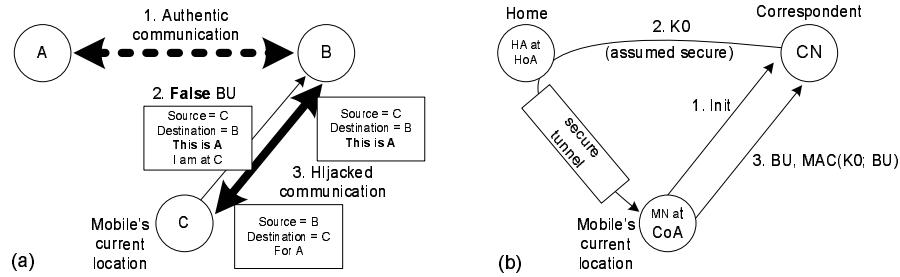 1. Authentic
communication
A
B
2. False BU
Source = C
Destination = B
This is A
I am at C
Source = C
Destination = B
This is A
3. HIjacked
communication
C
Mobile's
current
location
Source = B
Destination = C
For A
(a)
Home
HA at
HoA
2. K0
(assumed secure)
Correspondent
CN
secure
tunnel
1. Init
3. BU, MAC(K0; BU)
MN at
CoA
Mobile's
current
location
(b)